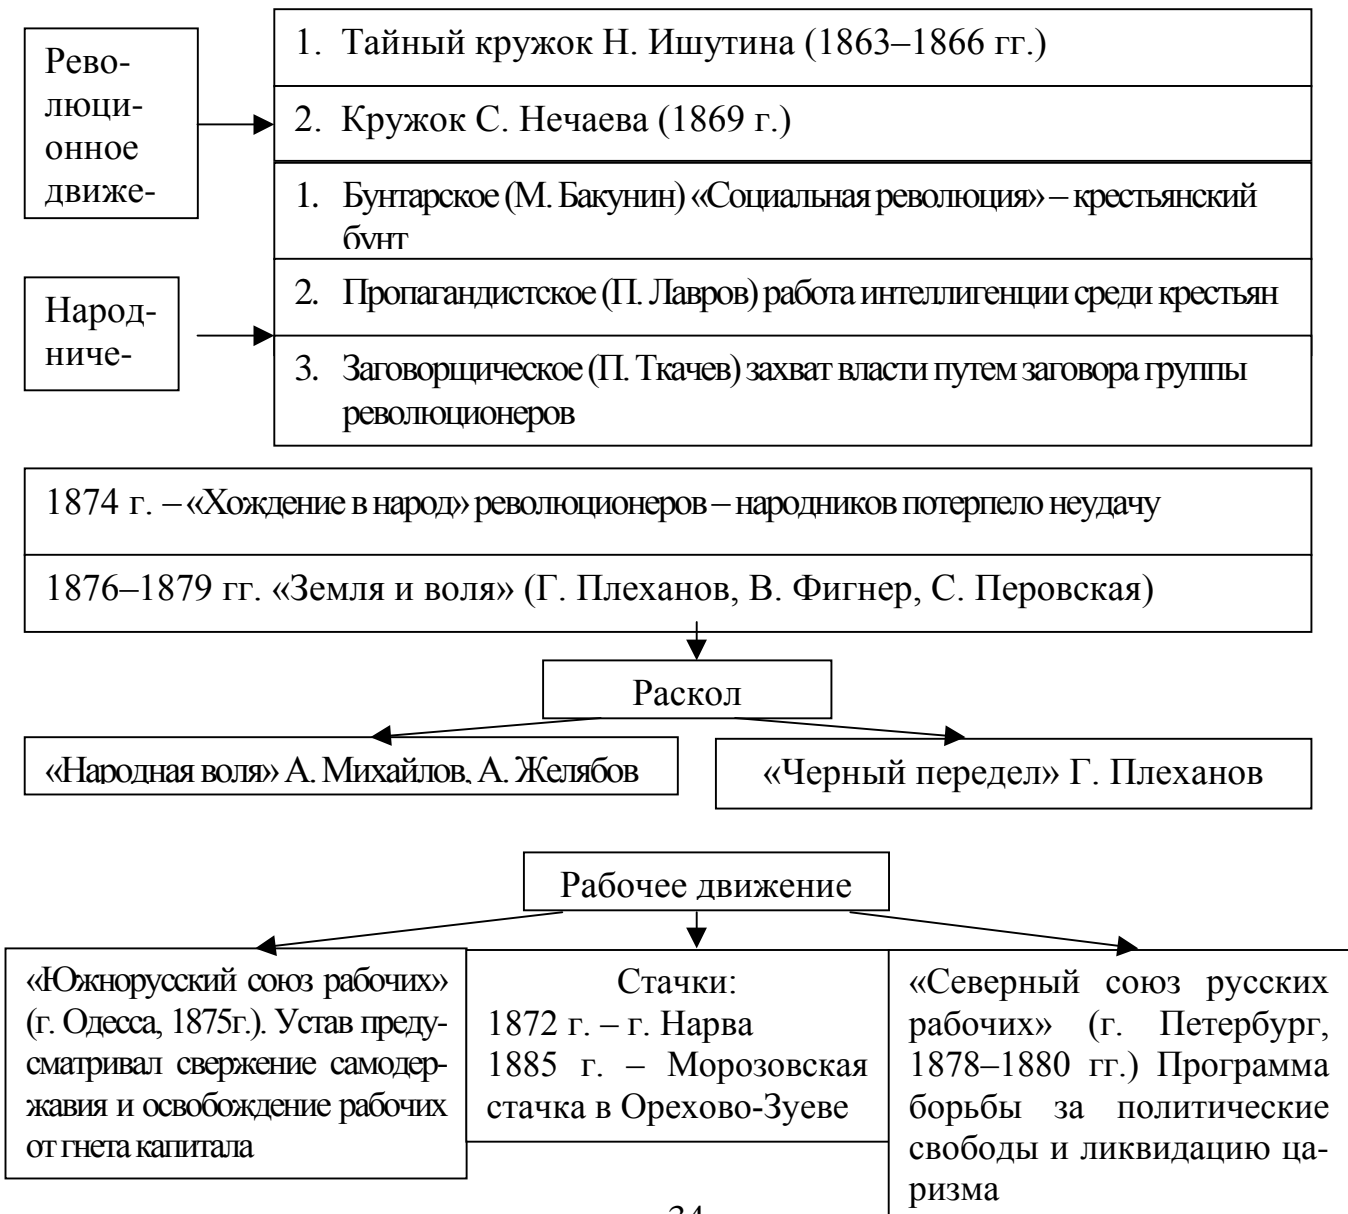 Рево-
люци-
онное
движе-
1. Тайный кружок Н. Ишутина (1863–1866 гг.)
2. Кружок С. Нечаева (1869 г.)
1. Бунтарское (М. Бакунин) «Социальная революция» – крестьянский
бунт
Народ-
ниче-
2. Пропагандистское (П. Лавров) работа интеллигенции среди крестьян
3. Заговорщическое (П. Ткачев) захват власти путем заговора группы
революционеров
1874 г. – «Хождение в народ» революционеров – народников потерпело неудачу
1876–1879 гг. «Земля и воля» (Г. Плеханов, В. Фигнер, С. Перовская)
Раскол
«Народная воля» А. Михайлов, А. Желябов
«Черный передел» Г. Плеханов
Рабочее движение
«Южнорусский союз рабочих»
(г. Одесса, 1875г.). Устав преду-
сматривал свержение самодер-
жавия и освобождение рабочих
от гнета капитала
Стачки:
1872 г. – г. Нарва
1885 г. – Морозовская
стачка в Орехово-Зуеве
«Северный союз русских
рабочих» (г. Петербург,
1878–1880 гг.) Программа
борьбы за политические
свободы и ликвидацию ца-
ризма
34